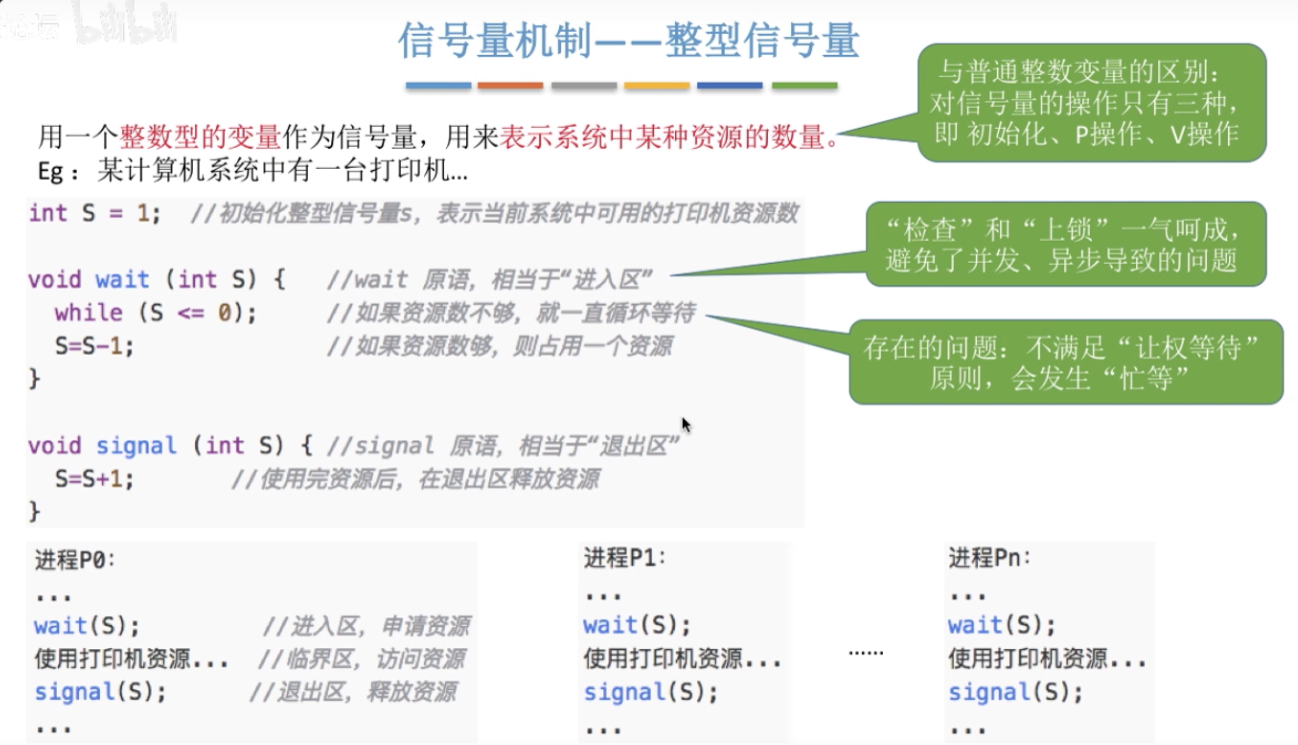 bilibili
信号量机制——整型信号量
与普通整数变量的区别：
对信号量的操作只有三种，
即 初始化、P操作、V操作
用一个整数型的变量作为信号量，用来表示系统中某种资源的数量。
Eg：某计算机系统中有一台打印机...
int S = 1;  //初始化整型信号量s，表示当前系统中可用的打印机资源数
“检查”和“上锁”一气呵成，
避免了并发、异步导致的问题
void wait (int S) {   //wait 原语，相当于“进入区”
  while (S <= 0);     //如果资源数不够，就一直循环等待
  S=S-1;              //如果资源数够，则占用一个资源
}
存在的问题：不满足“让权等待”
原则，会发生“忙等”
void signal (int S) { //signal 原语，相当于“退出区”
  S=S+1;       //使用完资源后，在退出区释放资源
}
进程P0：
...
wait(S);         //进入区，申请资源
使用打印机资源...  //临界区，访问资源
signal(S);       //退出区，释放资源
...
进程P1：
...
wait(S);
使用打印机资源...
signal(S);
...
......
进程Pn：
...
wait(S);
使用打印机资源...
signal(S);
...